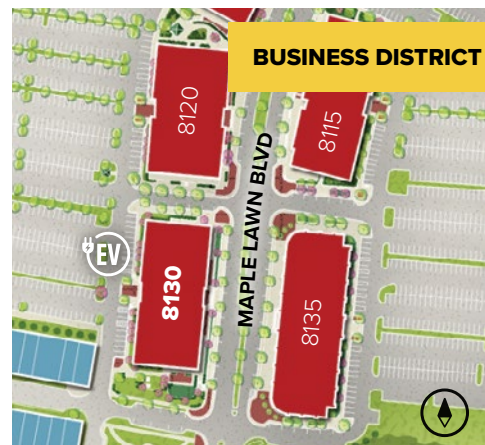 BUSINESS DISTRICT
8120
8115
MAPLE LAWN BLVD
EV
8130
8135